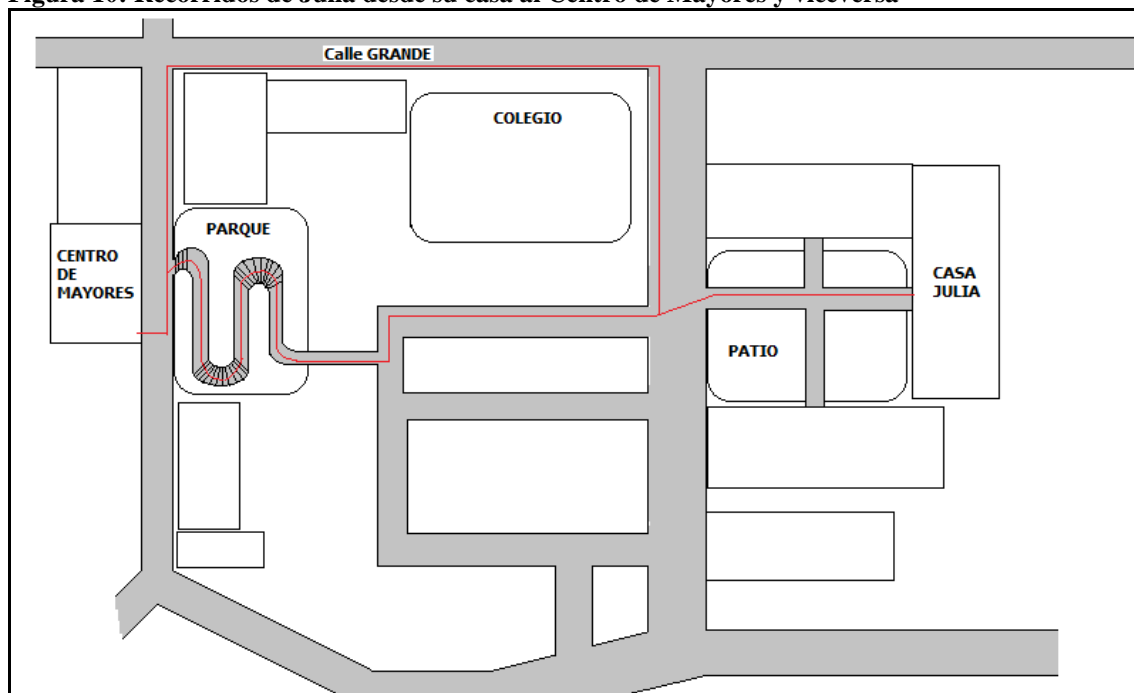 Figura 10: Recorridos de Julia desde su casa al Centro de Mayores y viceversa
Calle GRANDE
COLEGIO
PARQUE
CENTRO
DE
MAYORES
CASA
JULIA
PATIO